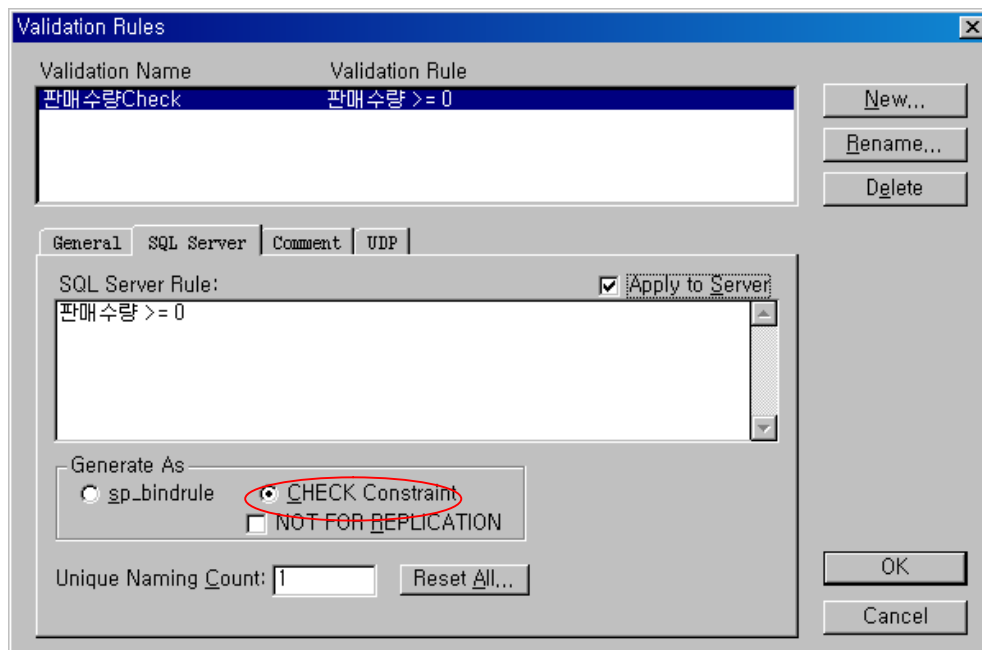 Validation Rules
Validation Name Validation Rule
판매수량Check 판매수량 >= 0
New...
Rename...
Delete
General SQL Server Comment UDP
SQL Server Rule: Apply to Server
판매수량 >= 0
Generate As
sp_bindrule CHECK Constraint
NOT FOR REPLICATION
Unique Naming Count: 1 Reset All...
OK
Cancel